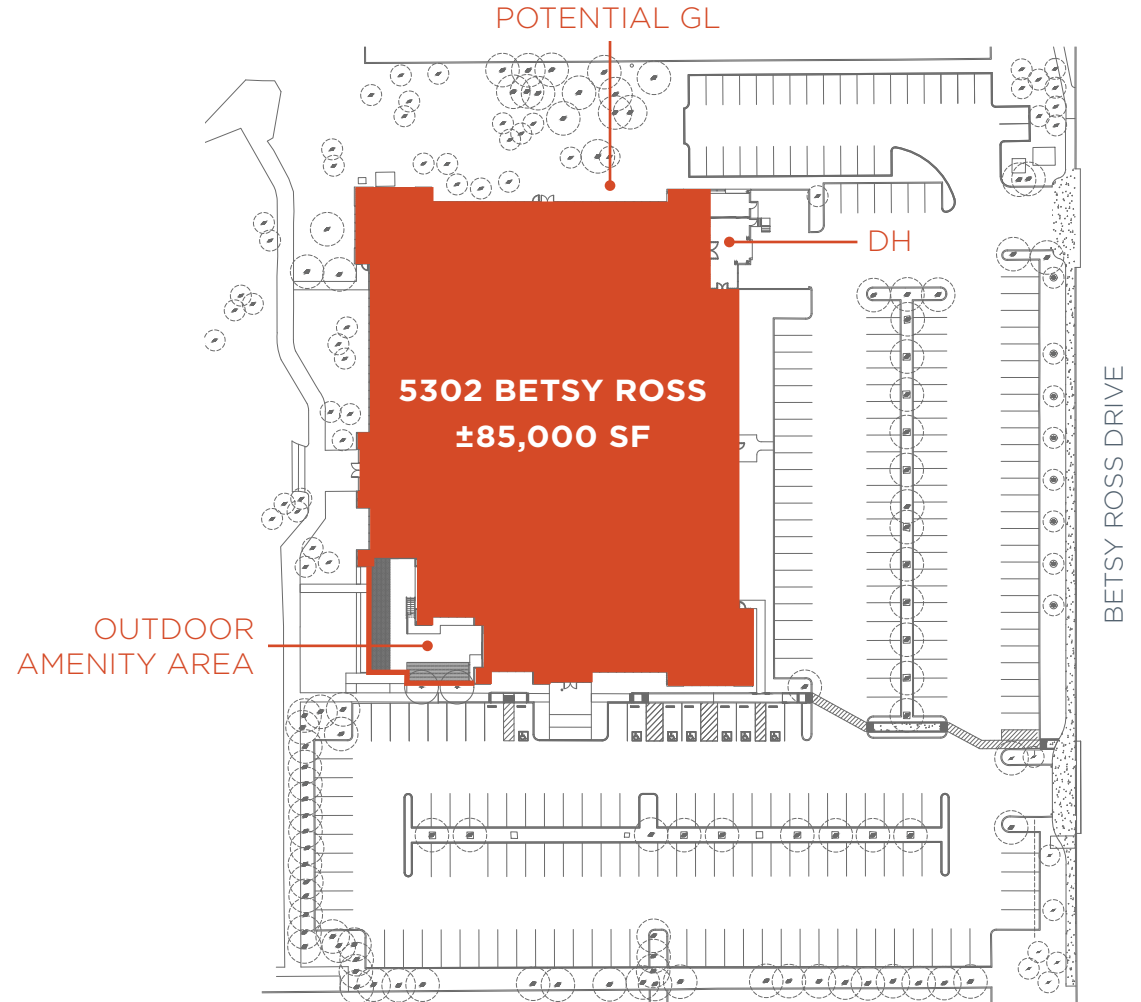 POTENTIAL GL
DH
5302 BETSY ROSS
±85,000 SF
BETSY ROSS DRIVE
OUTDOOR
AMENITY AREA